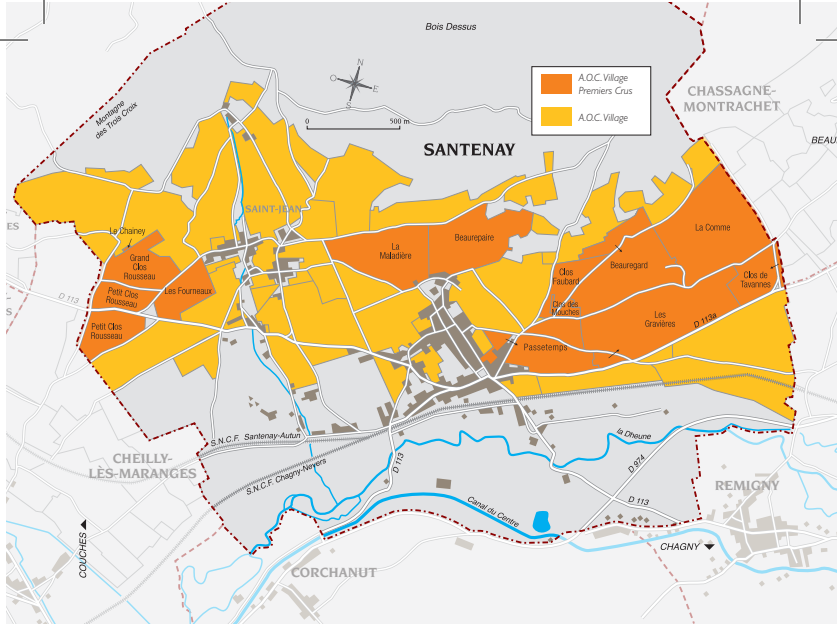 Bois Dessus
A.O.C. Village
Premiers Crus
A.O.C. Village
CHASSAGNE-
MONTRACHET
Montagne
des Trois Croix
N
O
E
S
0
500 m
SANTENAY
BEAU
SAINT-JEAN
ES
Le Chainey
Grand
Clos
Rousseau
Petit Clos
Rousseau
Les Fourneaux
Petit Clos
Rousseau
D 113
S
La
Maladière
Beaurepaire
La Comme
Beauregard
Clos
Faubard
Clos des
Mouches
Clos de
Tavannes
Les
Gravières
D 113a
Passetemps
S.N.C.F. Santenay-Autun
S.N.C.F. Chagny-Nevers
D 113
la Dheune
D 974
D 113
Canal du Centre
CHEILLY-
LÈS-MARANGES
REMIGNY
COUCHES
CHAGNY
CORCHANUT